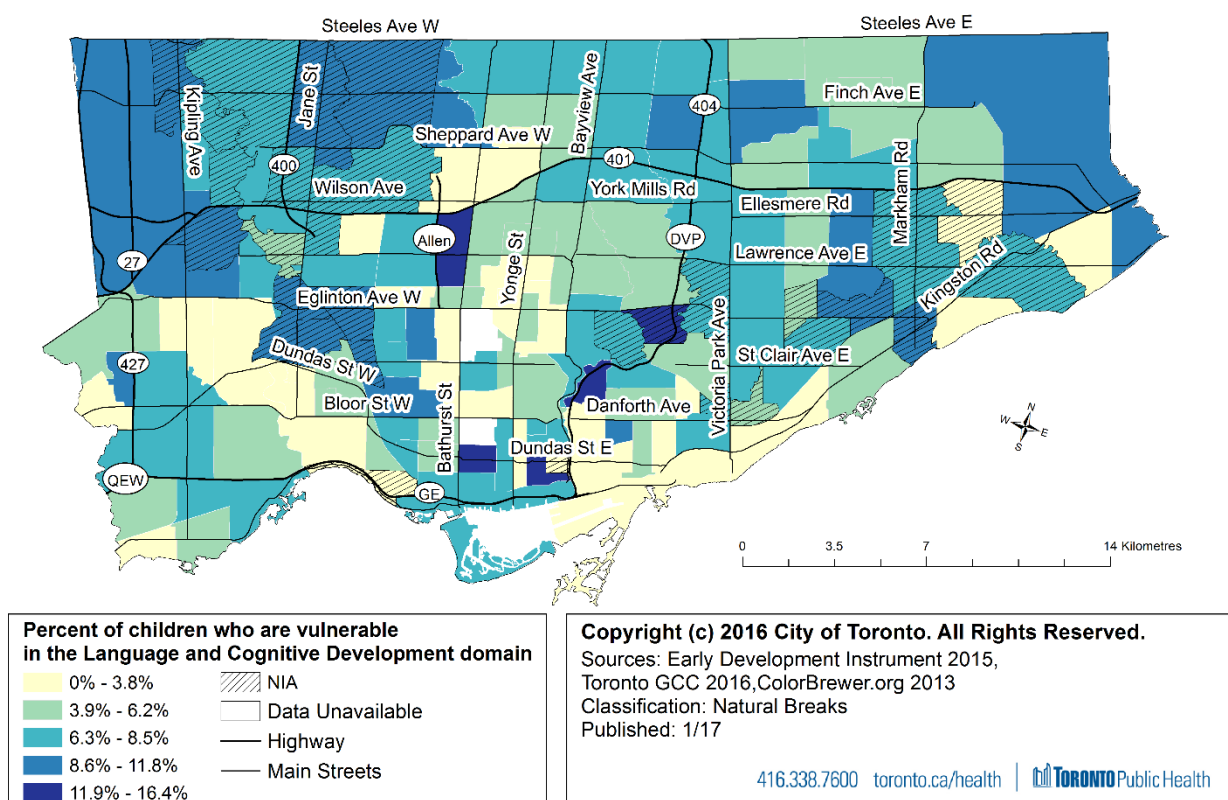 Steeles Ave W
Steeles Ave E
Jane St
Bayview Ave
Kipling Ave
404
Finch Ave E
Sheppard Ave W
400
401
Markham Rd
Wilson Ave
York Mills Rd
Ellesmere Rd
Allen
DVP
27
Yonge St
Lawrence Ave E
Kingston Rd
Eglinton Ave W
Victoria Park Ave
427
Dundas St W
St Clair Ave E
Bloor St W
Bathurst St
Danforth Ave
Dundas St E
QEW
GE
N
W E
S
0 3.5 7 14 Kilometres
Percent of children who are vulnerable
in the Language and Cognitive Development domain
0% - 3.8%
3.9% - 6.2%
6.3% - 8.5%
8.6% - 11.8%
11.9% - 16.4%
NIA
Data Unavailable
Highway
Main Streets
Copyright (c) 2016 City of Toronto. All Rights Reserved.
Sources: Early Development Instrument 2015,
Toronto GCC 2016,ColorBrewer.org 2013
Classification: Natural Breaks
Published: 1/17
416.338.7600 toronto.ca/health TORONTO Public Health